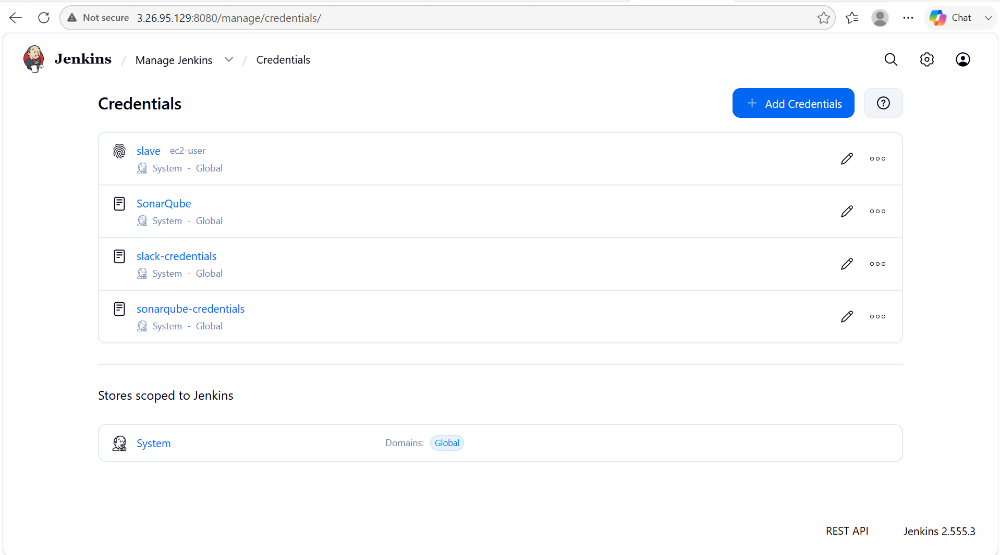 Not secure 3.26.95.129:8080/manage/credentials/ Chat
Jenkins / Manage Jenkins / Credentials
Credentials
+ Add Credentials
slave ec2-user
System - Global
SonarQube
System - Global
slack-credentials
System - Global
sonarqube-credentials
System - Global
Stores scoped to Jenkins
System Domains: Global
REST API Jenkins 2.555.3